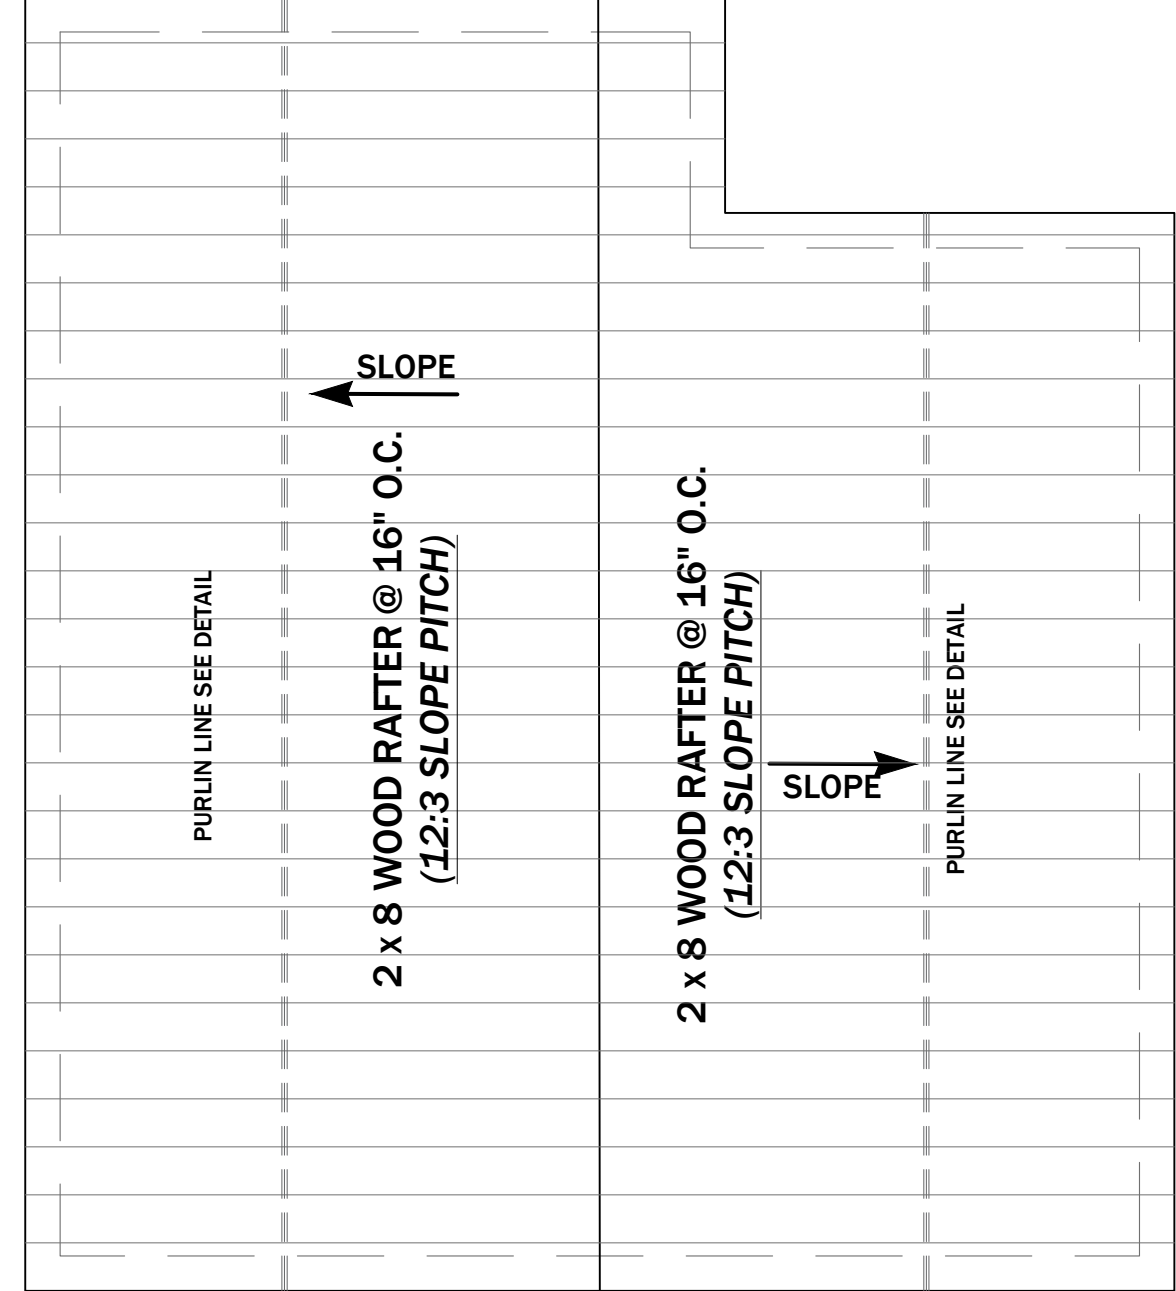 SLOPE
PURLIN LINE SEE DETAIL
2 x 8 WOOD RAFTER @ 16" O.C.
(12:3 SLOPE PITCH)
2 x 8 WOOD RAFTER @ 16" O.C.
(12:3 SLOPE PITCH)
SLOPE
PURLIN LINE SEE DETAIL